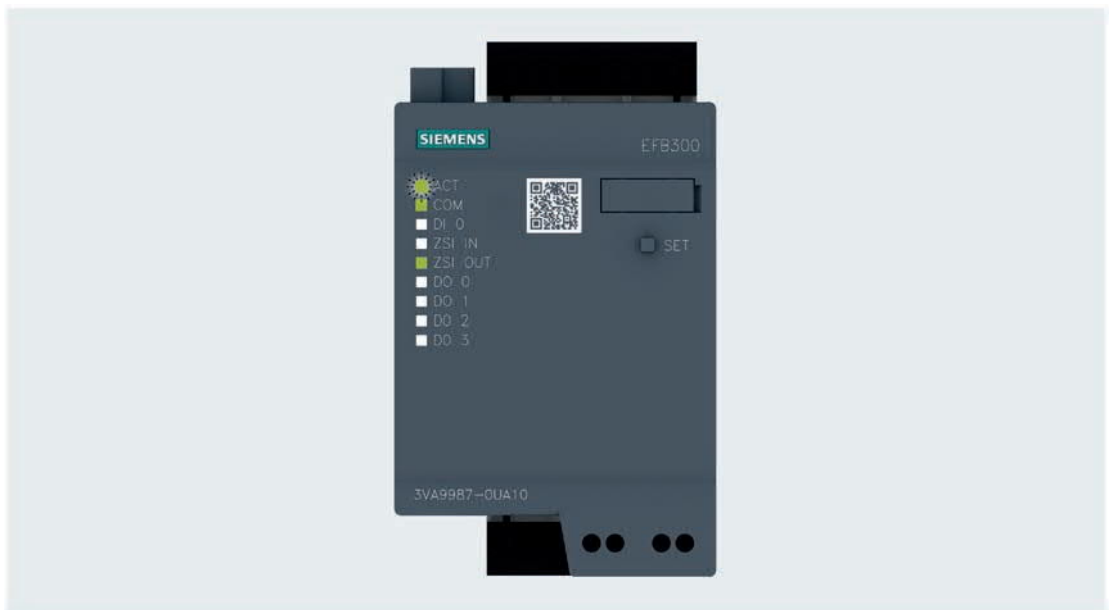 SIEMENS
EFB300
ACT
COM
DI 0
ZSI IN
SET
ZSI OUT
DO 0
DO 1
DO 2
DO 3
3VA9987-0UA10